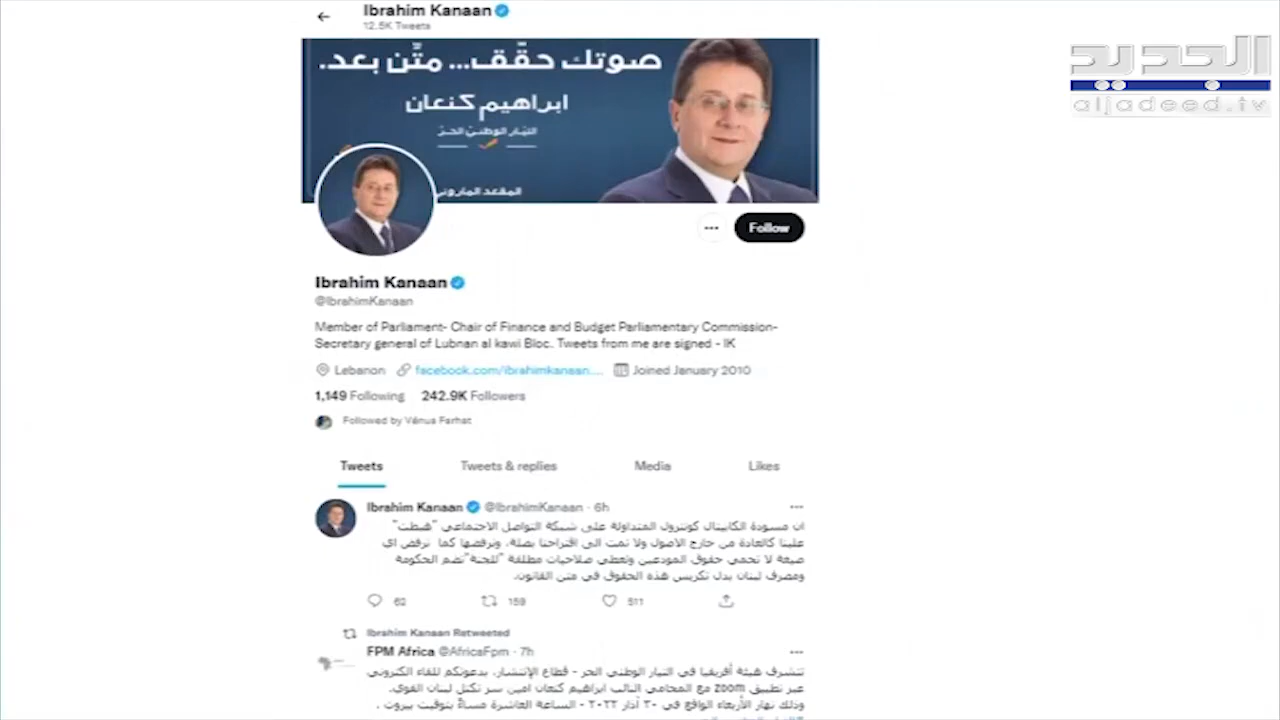 Ibrahim Kanaan
12.5K Tweets
الجديد
aljadeed.tv
صوتك حقّق... متّن بعد.
ابراهيم كنعان
التيّار الوطني الحرّ
المقعد الماروني
Follow
Ibrahim Kanaan
@IbrahimKanaan
Member of Parliament- Chair of Finance and Budget Parliamentary Commission-
Secretary general of Lubnan al kawi Bloc. Tweets from me are signed - IK
Lebanon facebook.com/ibrahimkanaan.... Joined January 2010
1,149 Following 242.9K Followers
Followed by Vénus Farhat
Tweets Tweets & replies Media Likes
Ibrahim Kanaan @IbrahimKanaan · 6h
ان مسودة الكابيتال كونترول المتداولة على شبكة التواصل الاجتماعي "هبطت"
علينا كالعادة من خارج الاصول ولا تمت الى اقتراحنا بصلة، ونرفضها كما نرفض اي
صيغة لا تحمي حقوق المودعين وتعطي صلاحيات مطلقة "للجنة"تضم الحكومة
ومصرف لبنان بدل تكريس هذه الحقوق في متن القانون.
62 159 511
Ibrahim Kanaan Retweeted
FPM Africa @AfricaFpm · 7h
تتشرف هيئة أفريقيا في التيار الوطني الحر - قطاع الإنتشار، بدعوتكم للقاء الكتروني
عبر تطبيق zoom مع المحامي النائب ابراهيم كنعان امين سر تكتل لبنان القوي.
وذلك نهار الأربعاء الواقع في ٣٠ آذار ٢٠٢٢ - الساعة العاشرة مساءً بتوقيت بيروت .